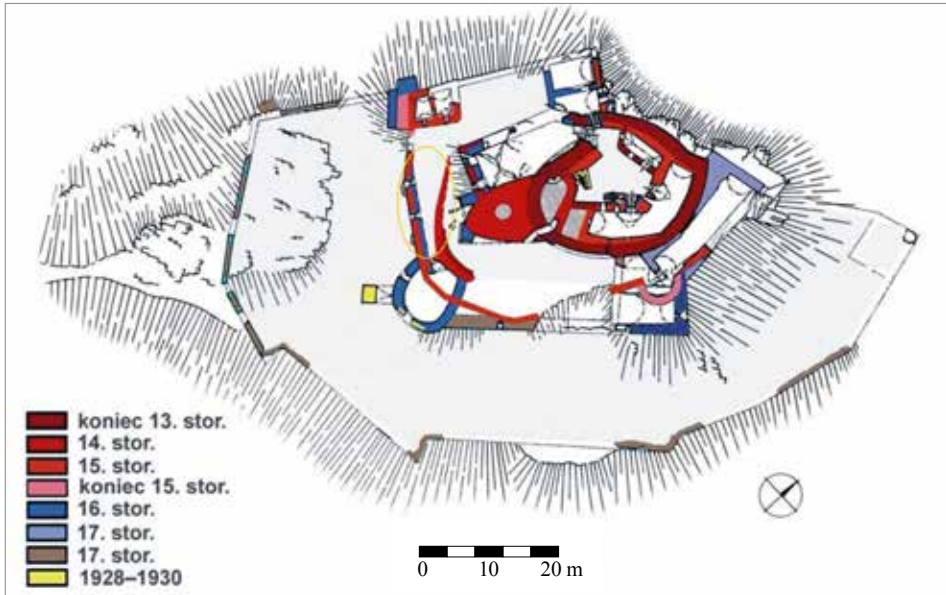 koniec 13. stor.
14. stor.
15. stor.
koniec 15. stor.
16. stor.
17. stor.
17. stor.
1928–1930
0 10 20 m